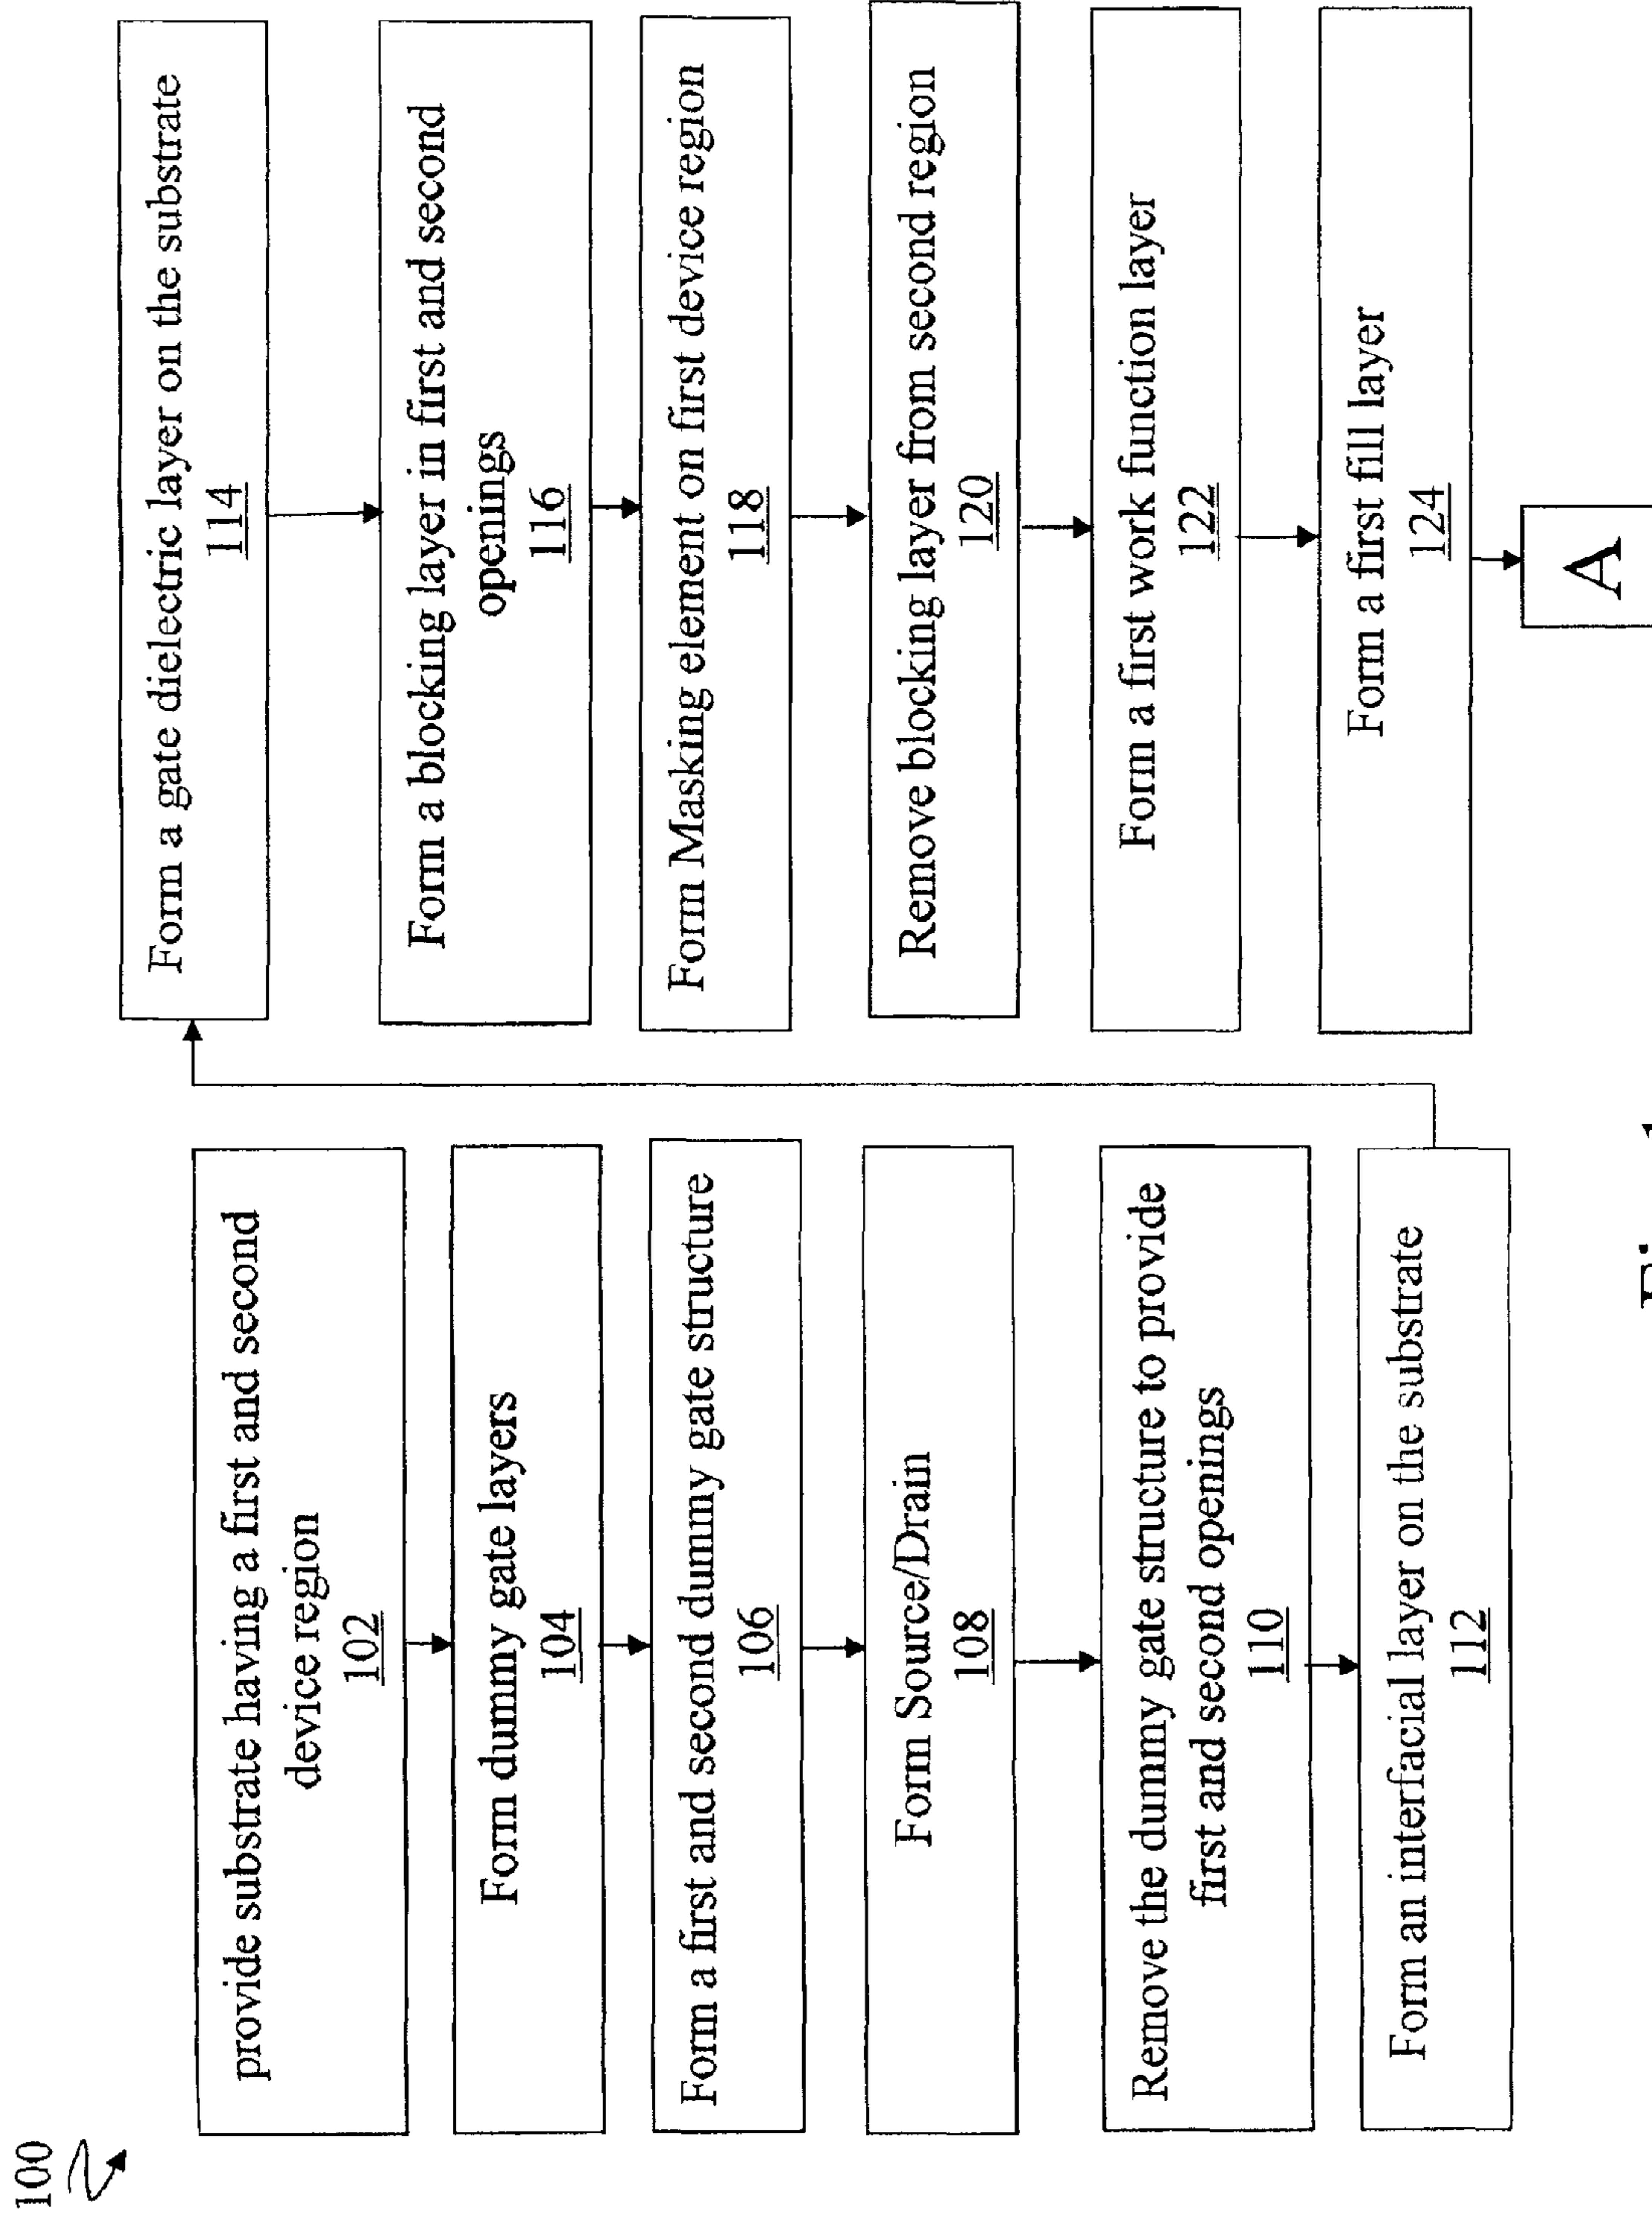 100
provide substrate having a first and second
device region
102
Form dummy gate layers
104
Form a first and second dummy gate structure
106
Form Source/Drain
108
Remove the dummy gate structure to provide
first and second openings
110
Form an interfacial layer on the substrate
112
Form a gate dielectric layer on the substrate
114
Form a blocking layer in first and second
openings
116
Form Masking element on first device region
118
Remove blocking layer from second region
120
Form a first work function layer
122
Form a first fill layer
124
A